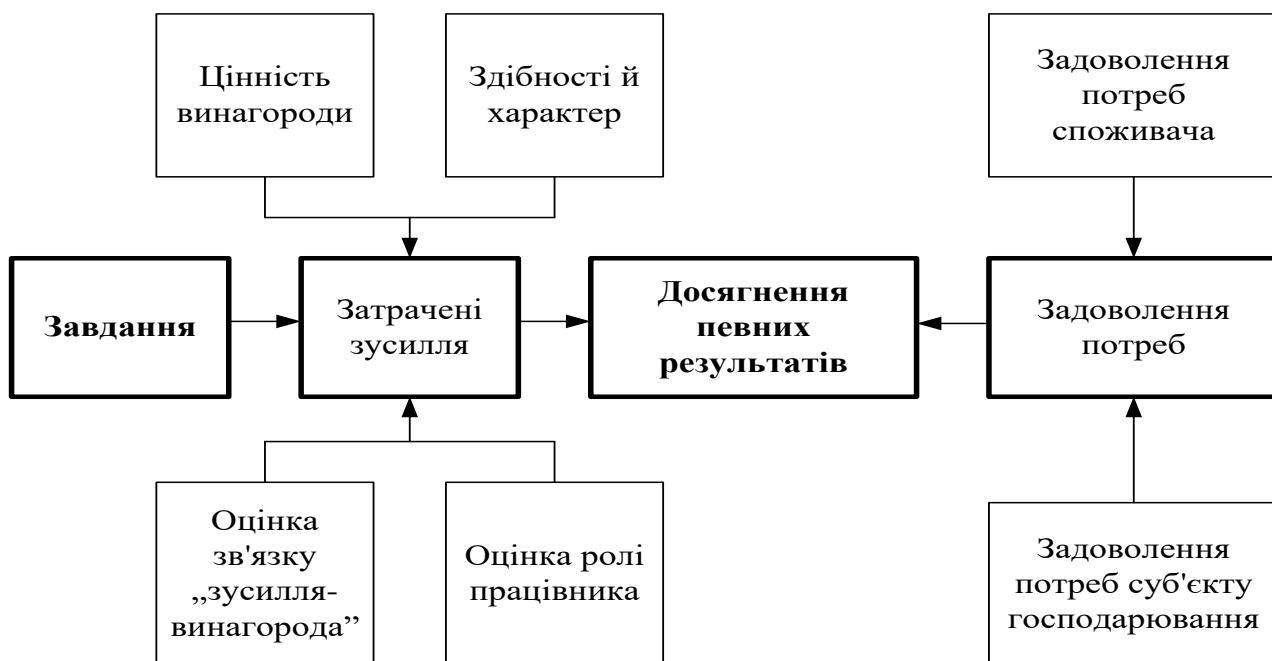 Цінність
винагороди
Здібності й
характер
Задоволення
потреб
споживача
Завдання
Затрачені
зусилля
Досягнення
певних
результатів
Задоволення
потреб
Оцінка
зв'язку
„зусилля-
винагорода”
Оцінка ролі
працівника
Задоволення
потреб суб'єкту
господарювання